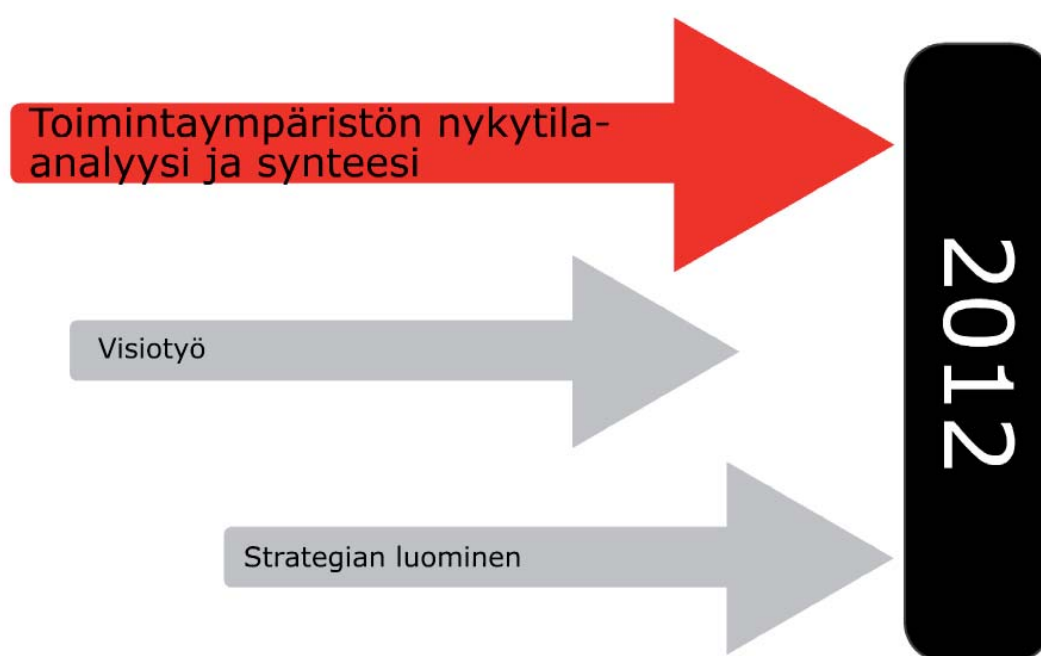 Toimintaympäristön nykytila-
analyysi ja synteesi
Visiotyö
Strategian luominen
2012